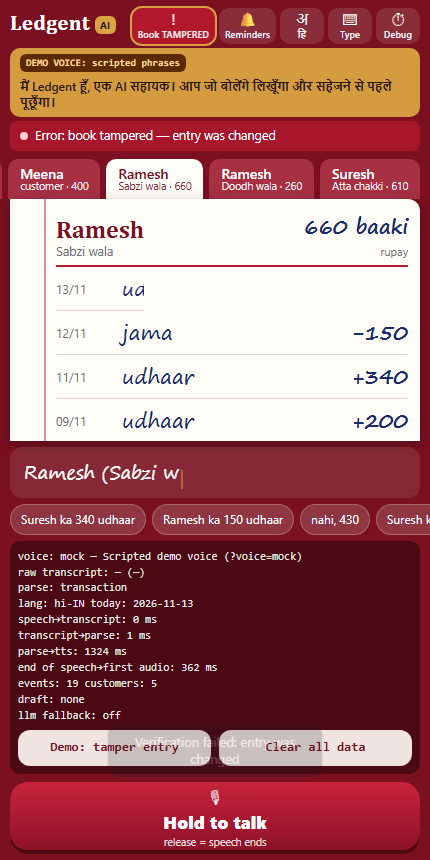 Ledgent AI
!
Book TAMPERED
Reminders
अ
हि
Type
Debug
DEMO VOICE: scripted phrases
मैं Ledgent हूँ, एक AI सहायक। आप जो बोलेंगे लिखूँगा और सहेजने से पहले
पूछूँगा।
Error: book tampered — entry was changed
Meena
customer · 400
Ramesh
Sabzi wala · 660
Ramesh
Doodh wala · 260
Suresh
Atta chakki · 610
Ramesh
660 baaki
Sabzi wala
rupay
13/11
12/11 jama −150
11/11 udhaar +340
09/11 udhaar +200
Ramesh (Sabzi w
Suresh ka 340 udhaar
Ramesh ka 150 udhaar
nahi, 430
Suresh k
voice: mock — Scripted demo voice (?voice=mock)
raw transcript: — (—)
parse: transaction
lang: hi-IN today: 2026-11-13
speech→transcript: 0 ms
transcript→parse: 1 ms
parse→tts: 1324 ms
end of speech→first audio: 362 ms
events: 19 customers: 5
draft: none
llm fallback: off
Demo: tamper entry
Clear all data
Verification failed: entry was
changed
Hold to talk
release = speech ends